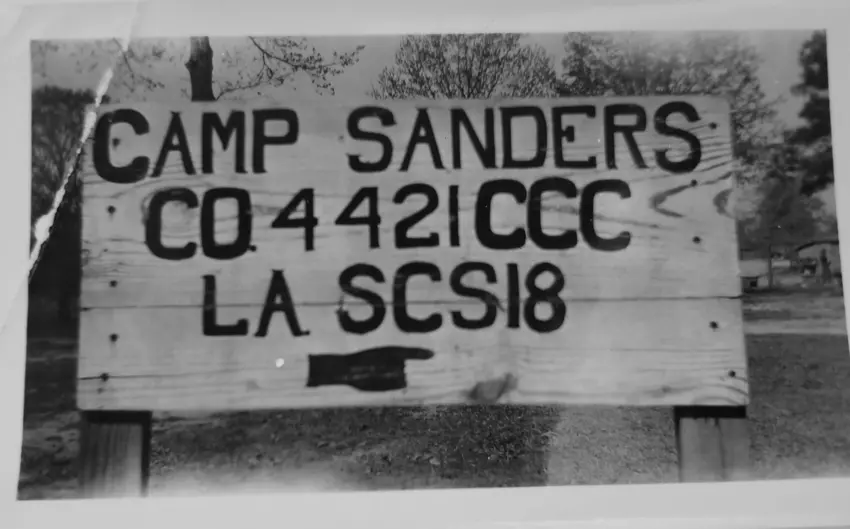 CAMP SANDERS
CO. 4421 CCC
LA SCS18